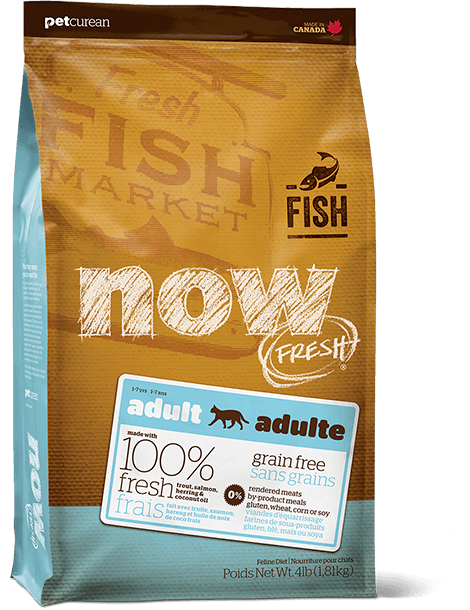 petcurean
MADE IN
CANADA
Fresh
FISH
MARKET
FISH
now
FRESH
®
1-7 yrs 1-7 ans
adult adulte
made with
100%
fresh
frais
trout, salmon,
herring &
coconut oil
fait avec truite, saumon,
hareng et huile de noix
de coco frais
grain free
sans grains
0%
rendered meats
by-product meals
gluten, wheat, corn or soy
viandes d'équarrissage
farines de sous-produits
gluten, blé, maïs ou soya
Feline Diet | Nourriture pour chats
Poids Net Wt. 4lb (1,81kg)
now